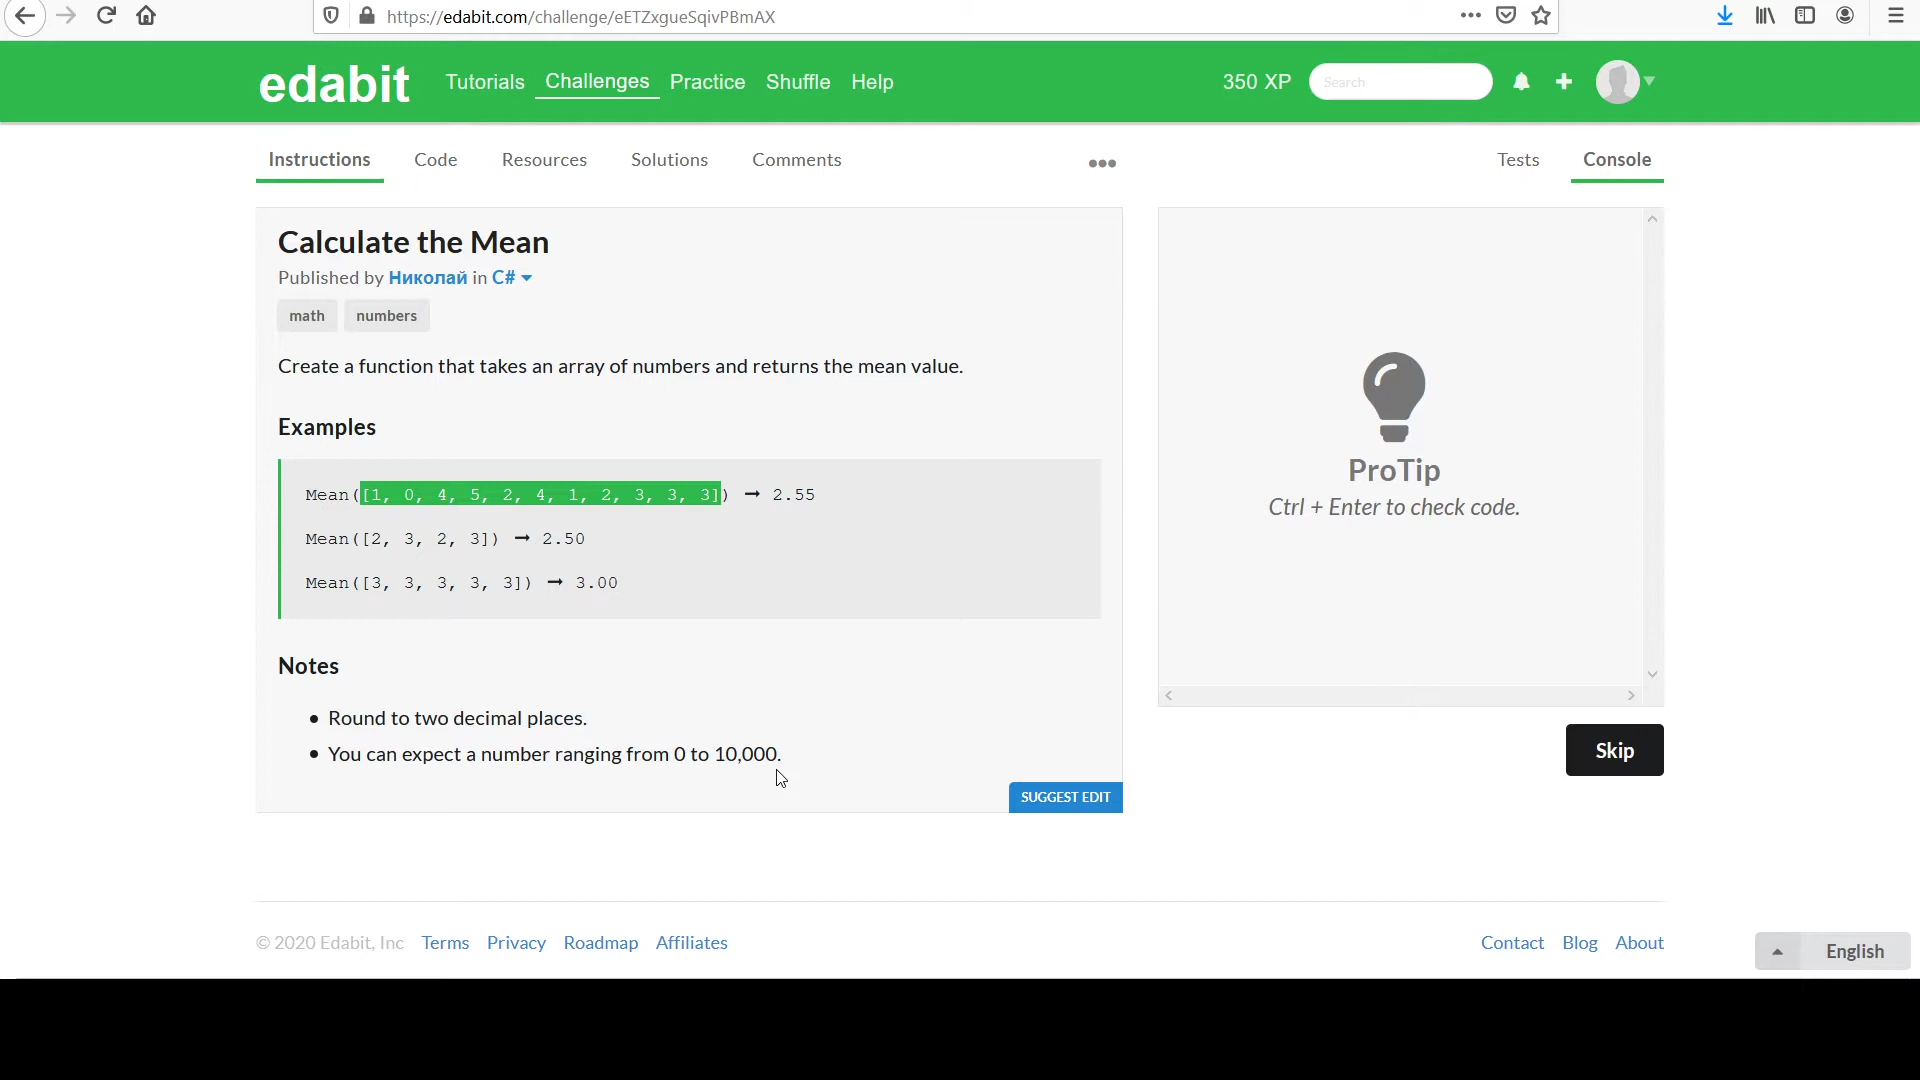 https://edabit.com/challenge/eETZxgueSqivPBmAX
edabit Tutorials Challenges Practice Shuffle Help 350 XP Search
Instructions Code Resources Solutions Comments Tests Console
Calculate the Mean
Published by Николай in C#
math numbers
Create a function that takes an array of numbers and returns the mean value.
Examples
Mean([1, 0, 4, 5, 2, 4, 1, 2, 3, 3, 3]) ➞ 2.55
Mean([2, 3, 2, 3]) ➞ 2.50
Mean([3, 3, 3, 3, 3]) ➞ 3.00
Notes
• Round to two decimal places.
• You can expect a number ranging from 0 to 10,000.
SUGGEST EDIT
ProTip
Ctrl + Enter to check code.
Skip
© 2020 Edabit, Inc Terms Privacy Roadmap Affiliates Contact Blog About
English